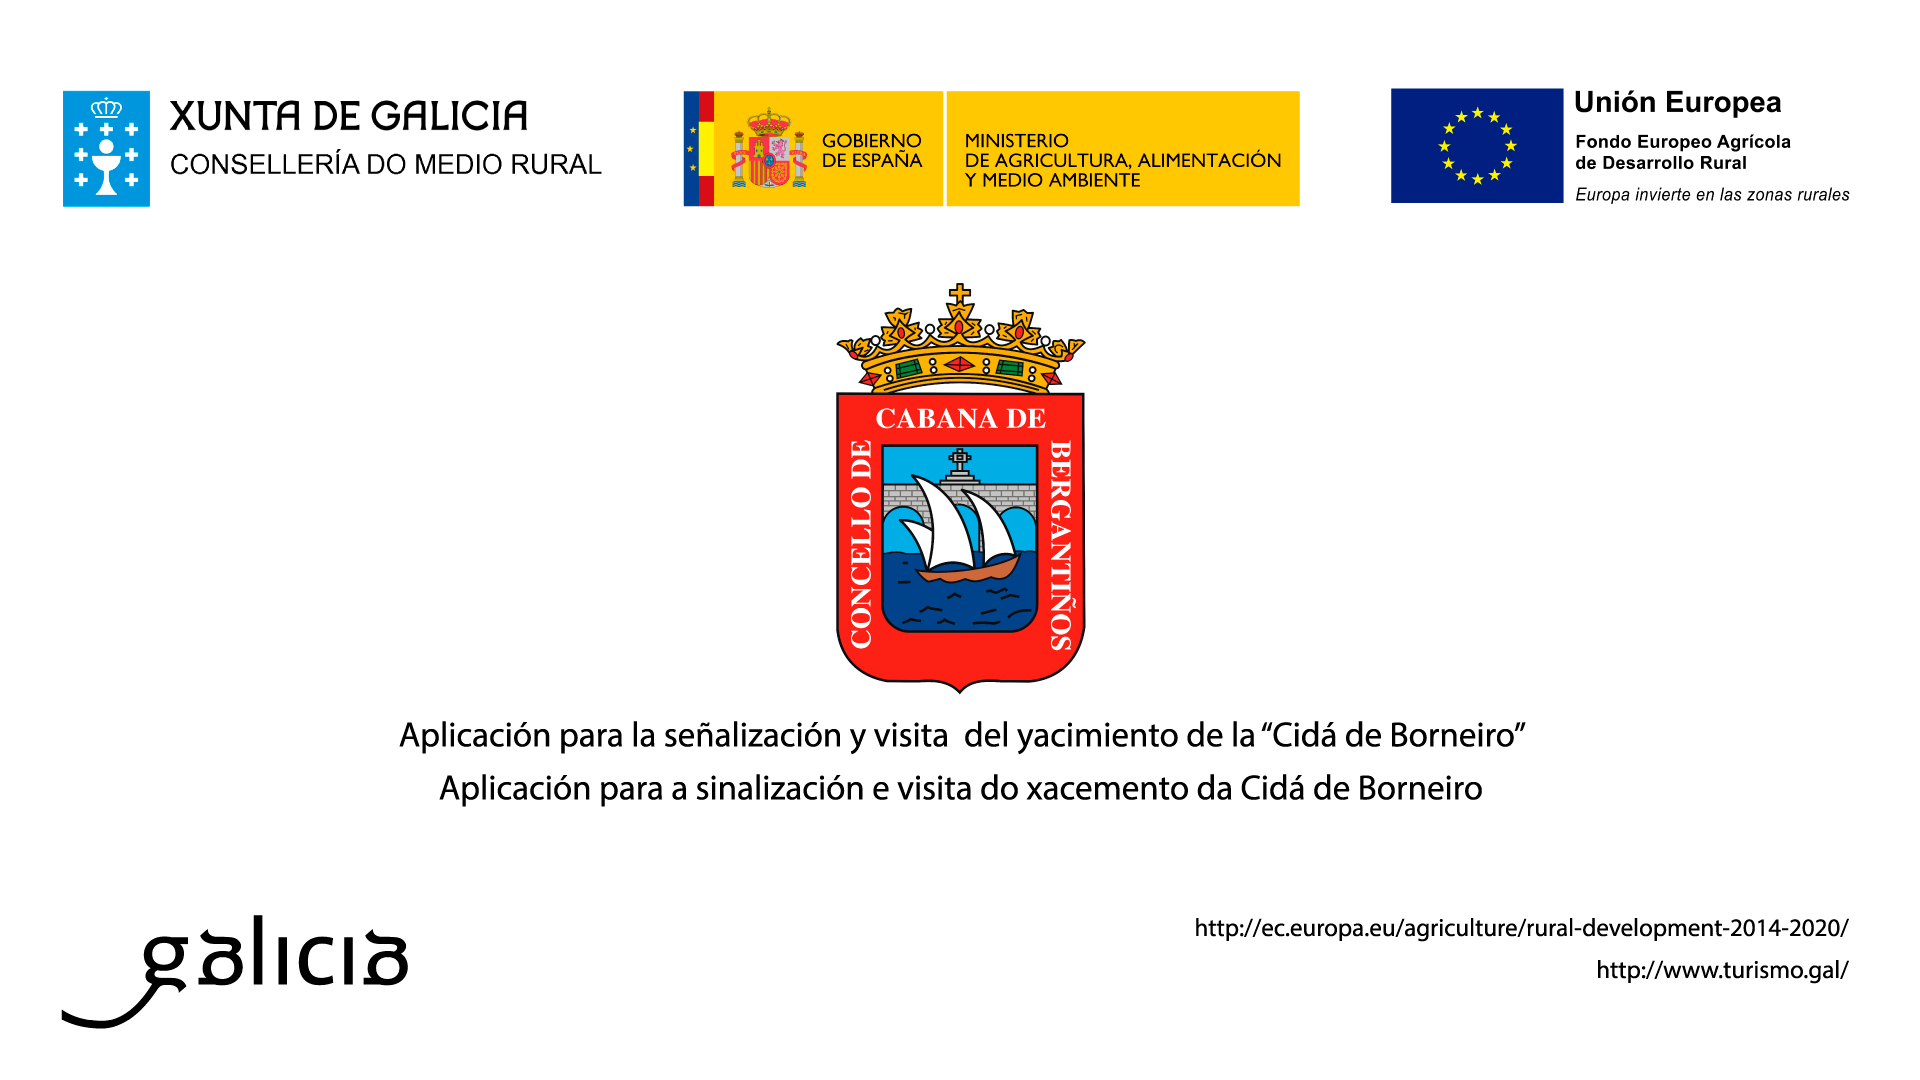 XUNTA DE GALICIA
CONSELLERÍA DO MEDIO RURAL
GOBIERNO
DE ESPAÑA
MINISTERIO
DE AGRICULTURA, ALIMENTACIÓN
Y MEDIO AMBIENTE
Unión Europea
Fondo Europeo Agrícola
de Desarrollo Rural
Europa invierte en las zonas rurales
CONCELLO DE
CABANA DE
BERGANTIÑOS
Aplicación para la señalización y visita del yacimiento de la “Cidá de Borneiro”
Aplicación para a sinalización e visita do xacemento da Cidá de Borneiro
galicia
http://ec.europa.eu/agriculture/rural-development-2014-2020/
http://www.turismo.gal/